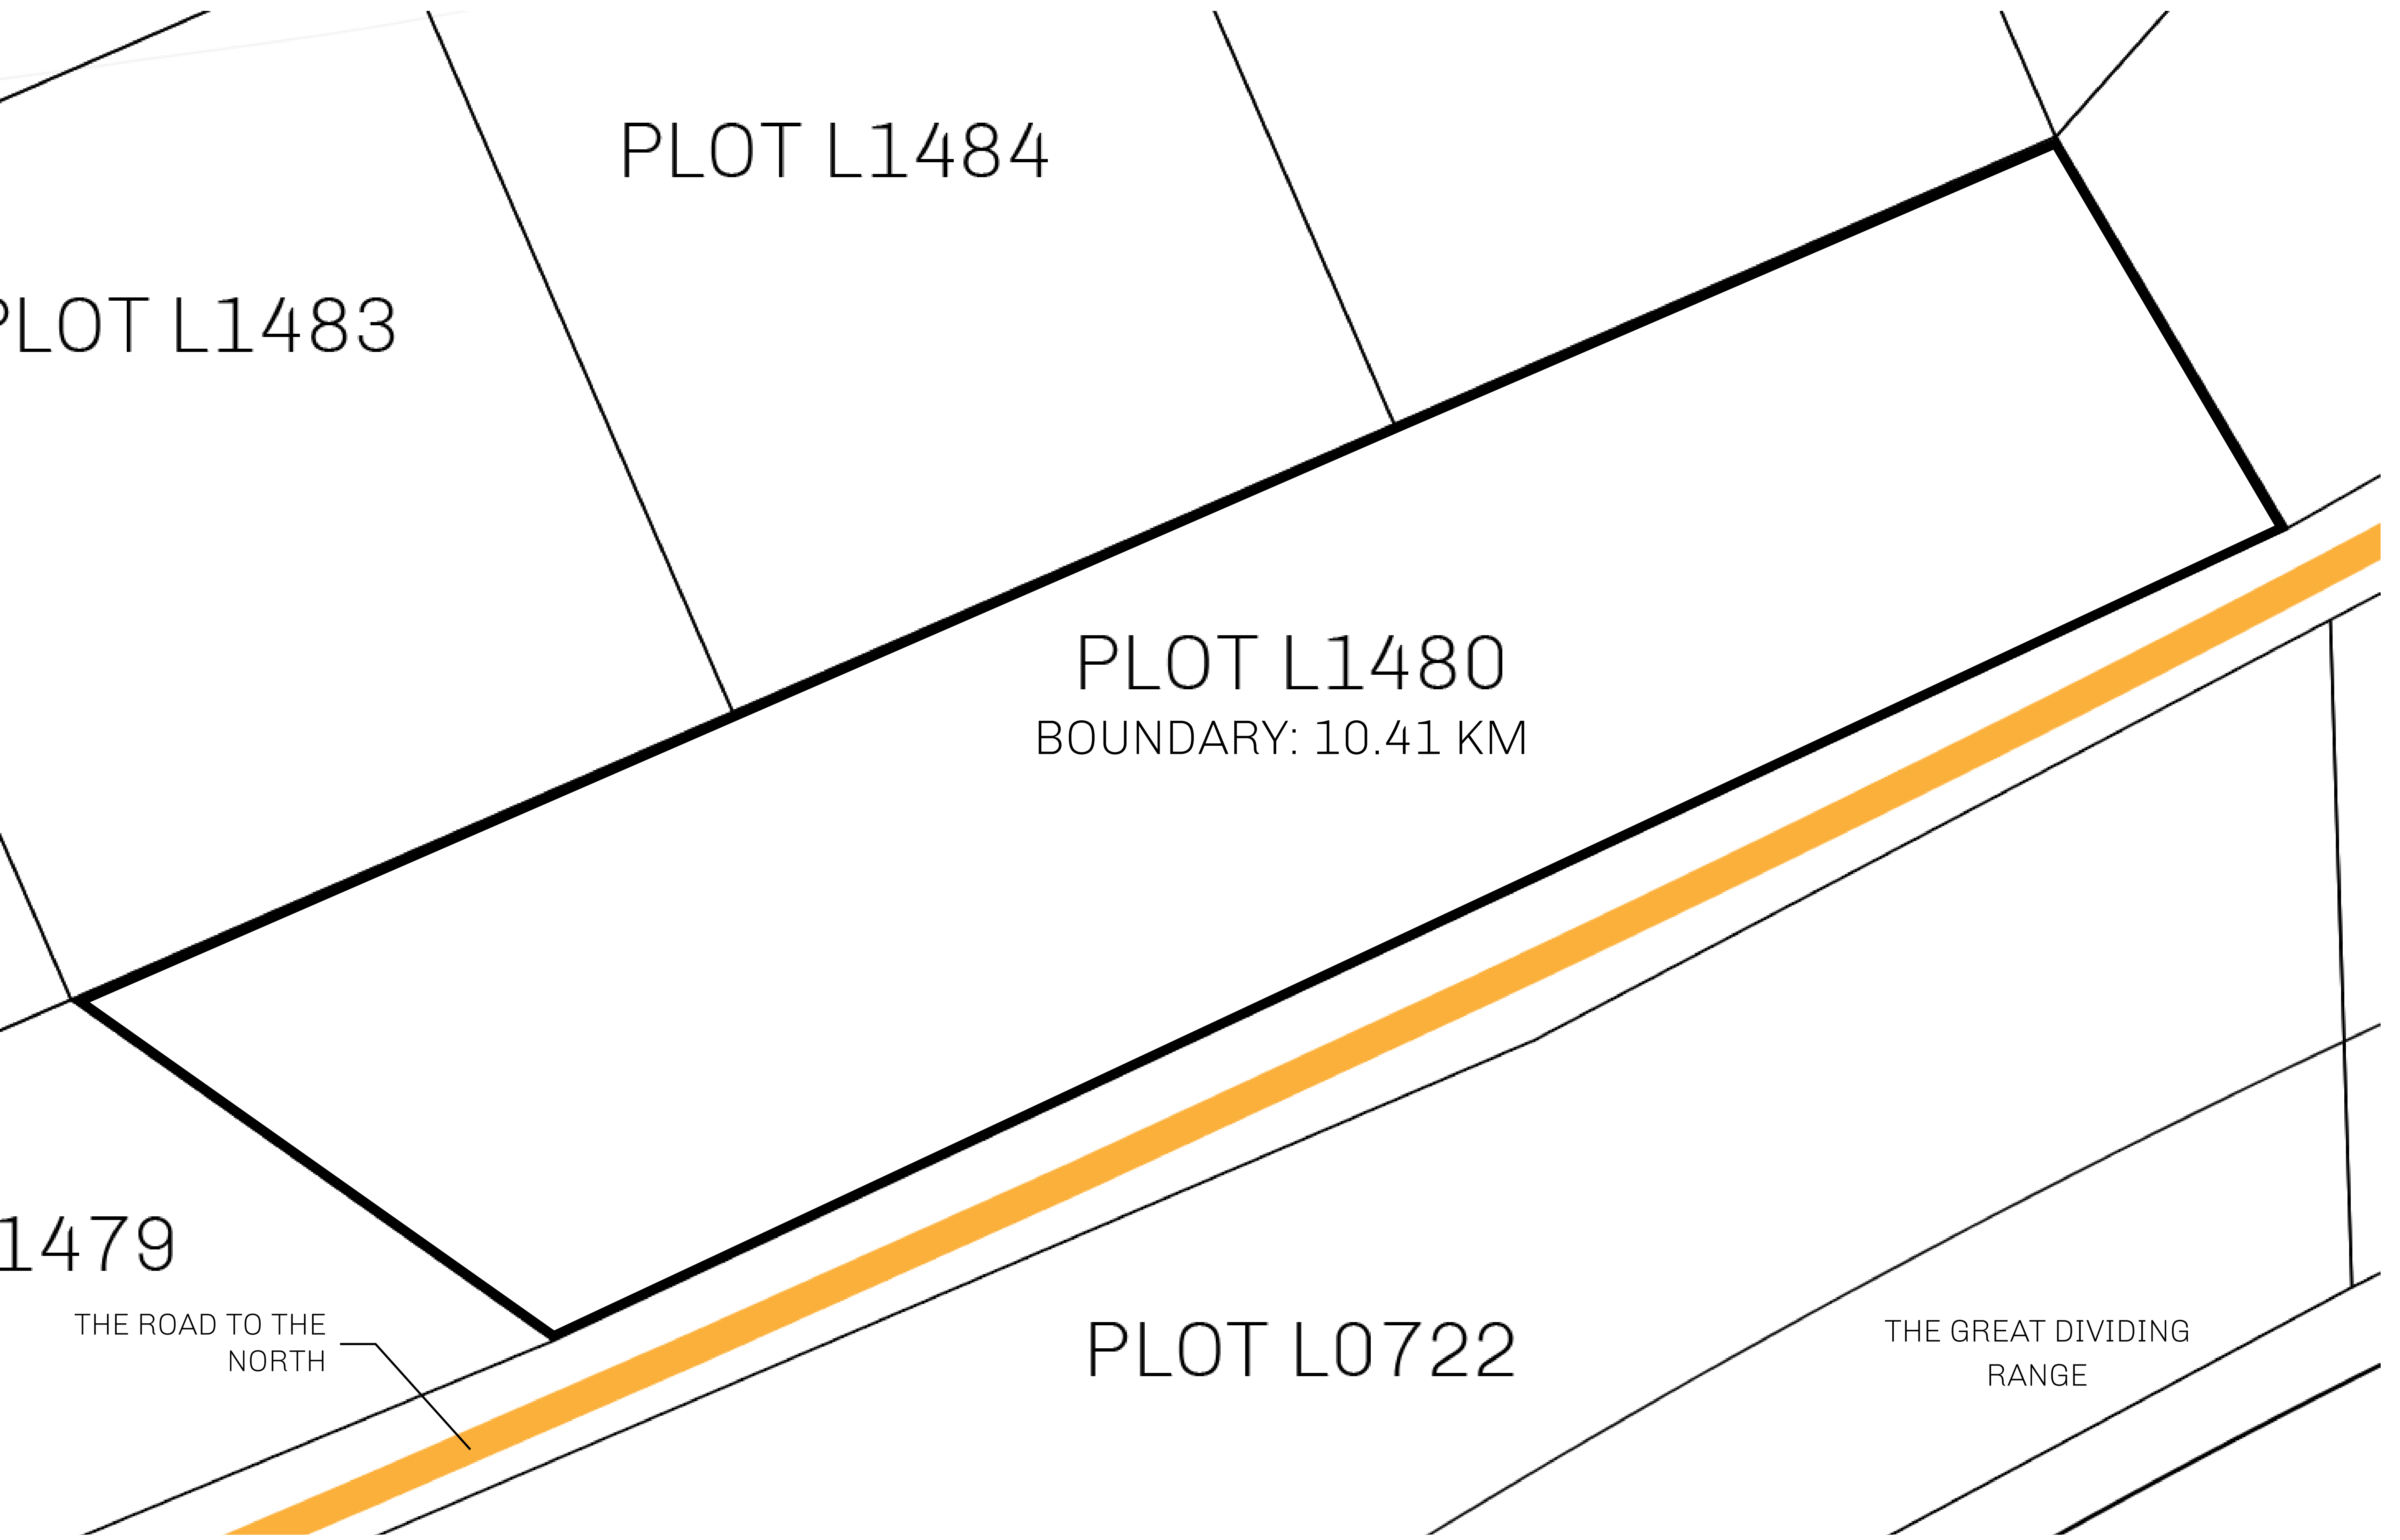 PLOT L1484
PLOT L1483
PLOT L1480
BOUNDARY: 10.41 KM
1479
THE ROAD TO THE
NORTH
PLOT L0722
THE GREAT DIVIDING
RANGE